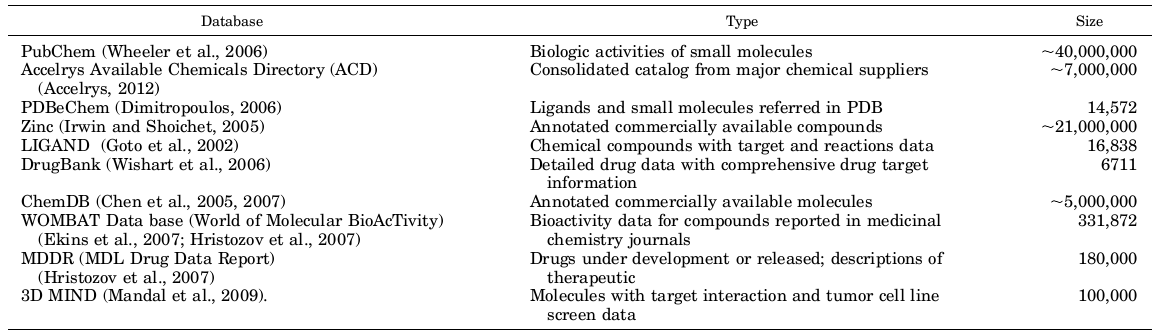 Database Type Size
PubChem (Wheeler et al., 2006) Biologic activities of small molecules ~40,000,000
Accelrys Available Chemicals Directory (ACD) Consolidated catalog from major chemical suppliers ~7,000,000
(Accelrys, 2012)
PDBeChem (Dimitropoulos, 2006) Ligands and small molecules referred in PDB 14,572
Zinc (Irwin and Shoichet, 2005) Annotated commercially available compounds ~21,000,000
LIGAND (Goto et al., 2002) Chemical compounds with target and reactions data 16,838
DrugBank (Wishart et al., 2006) Detailed drug data with comprehensive drug target 6711
information
ChemDB (Chen et al., 2005, 2007) Annotated commercially available molecules ~5,000,000
WOMBAT Data base (World of Molecular BioAcTivity) Bioactivity data for compounds reported in medicinal 331,872
(Ekins et al., 2007; Hristozov et al., 2007) chemistry journals
MDDR (MDL Drug Data Report) Drugs under development or released; descriptions of 180,000
(Hristozov et al., 2007) therapeutic
3D MIND (Mandal et al., 2009). Molecules with target interaction and tumor cell line 100,000
screen data